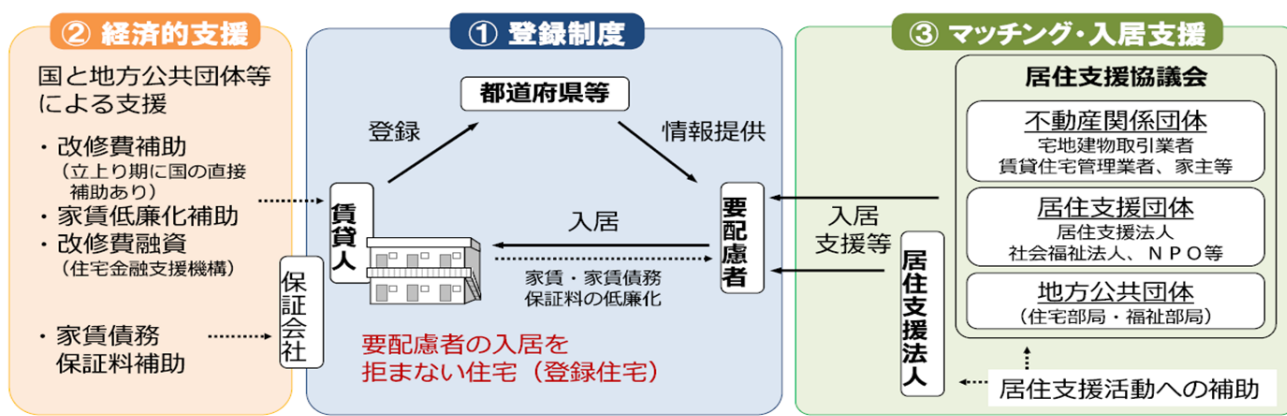 ② 経済的支援
国と地方公共団体等
による支援
・改修費補助
（立上り期に国の直接
補助あり）
・家賃低廉化補助
・改修費融資
（住宅金融支援機構）
・家賃債務
保証料補助
保証会社
① 登録制度
都道府県等
登録
情報提供
賃貸人
要配慮者
入居
家賃・家賃債務
保証料の低廉化
要配慮者の入居を
拒まない住宅（登録住宅）
③ マッチング・入居支援
居住支援協議会
不動産関係団体
宅地建物取引業者
賃貸住宅管理業者、家主等
居住支援団体
居住支援法人
社会福祉法人、ＮＰＯ等
地方公共団体
（住宅部局・福祉部局）
入居
支援等
居住支援法人
居住支援活動への補助